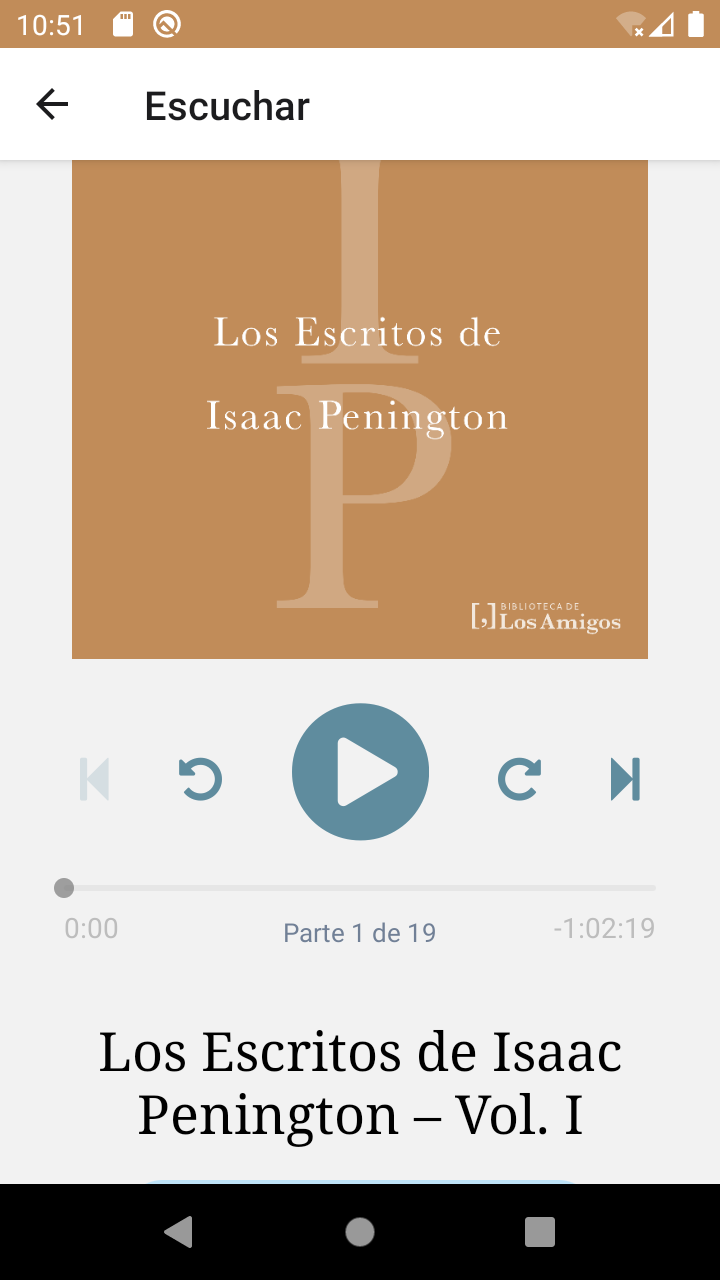 10:51
Escuchar
I
Los Escritos de
Isaac Penington
P
[,] BIBLIOTECA DE
Los Amigos
0:00
Parte 1 de 19
-1:02:19
Los Escritos de Isaac
Penington – Vol. I